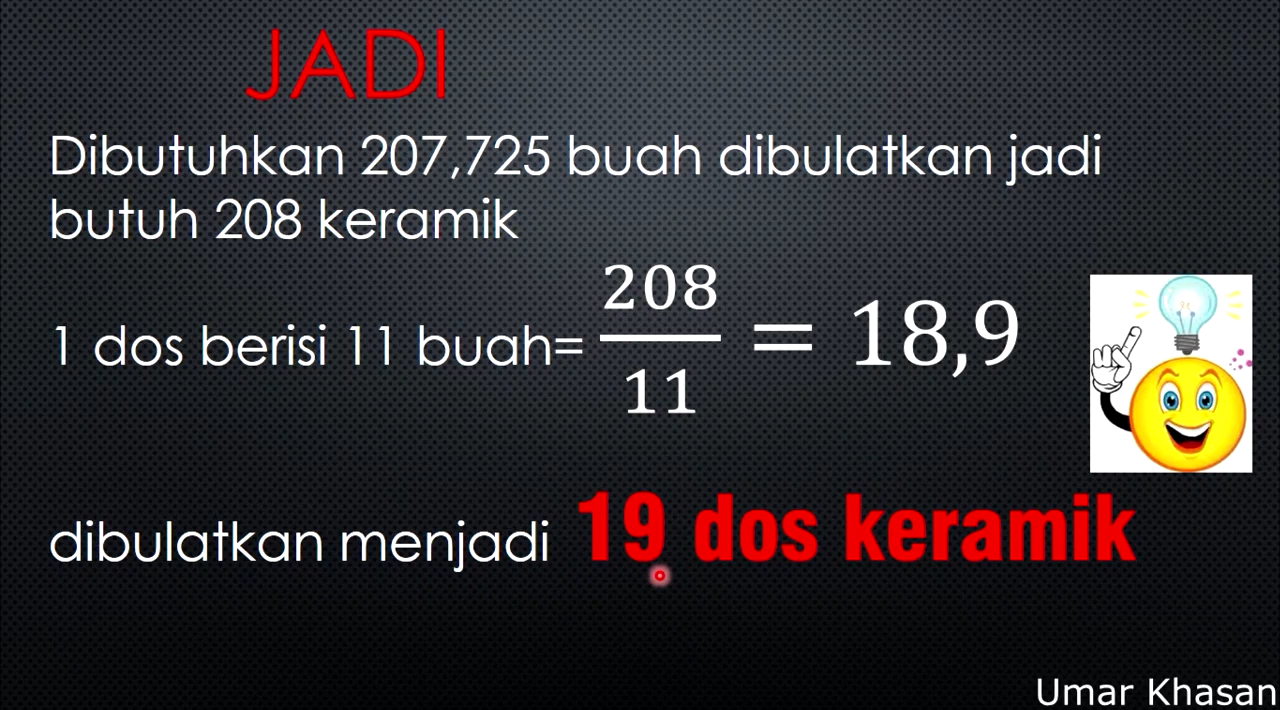 JADI
Dibutuhkan 207,725 buah dibulatkan jadi
butuh 208 keramik
1 dos berisi 11 buah= 208/11 = 18,9
dibulatkan menjadi 19 dos keramik
Umar Khasan